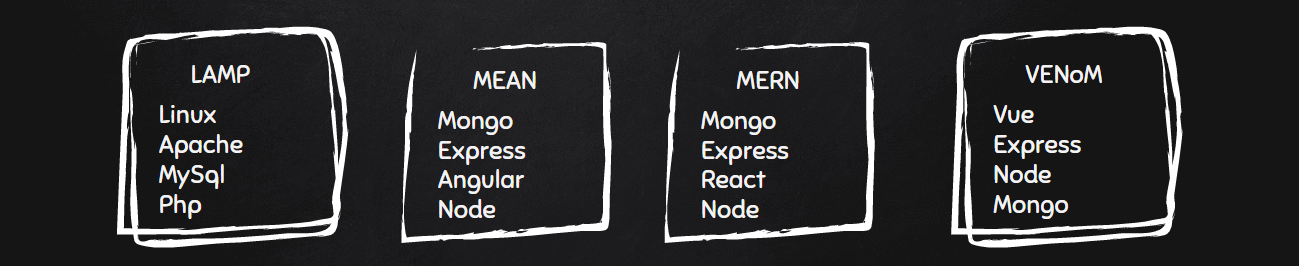 LAMP
Linux
Apache
MySql
Php
MEAN
Mongo
Express
Angular
Node
MERN
Mongo
Express
React
Node
VENoM
Vue
Express
Node
Mongo